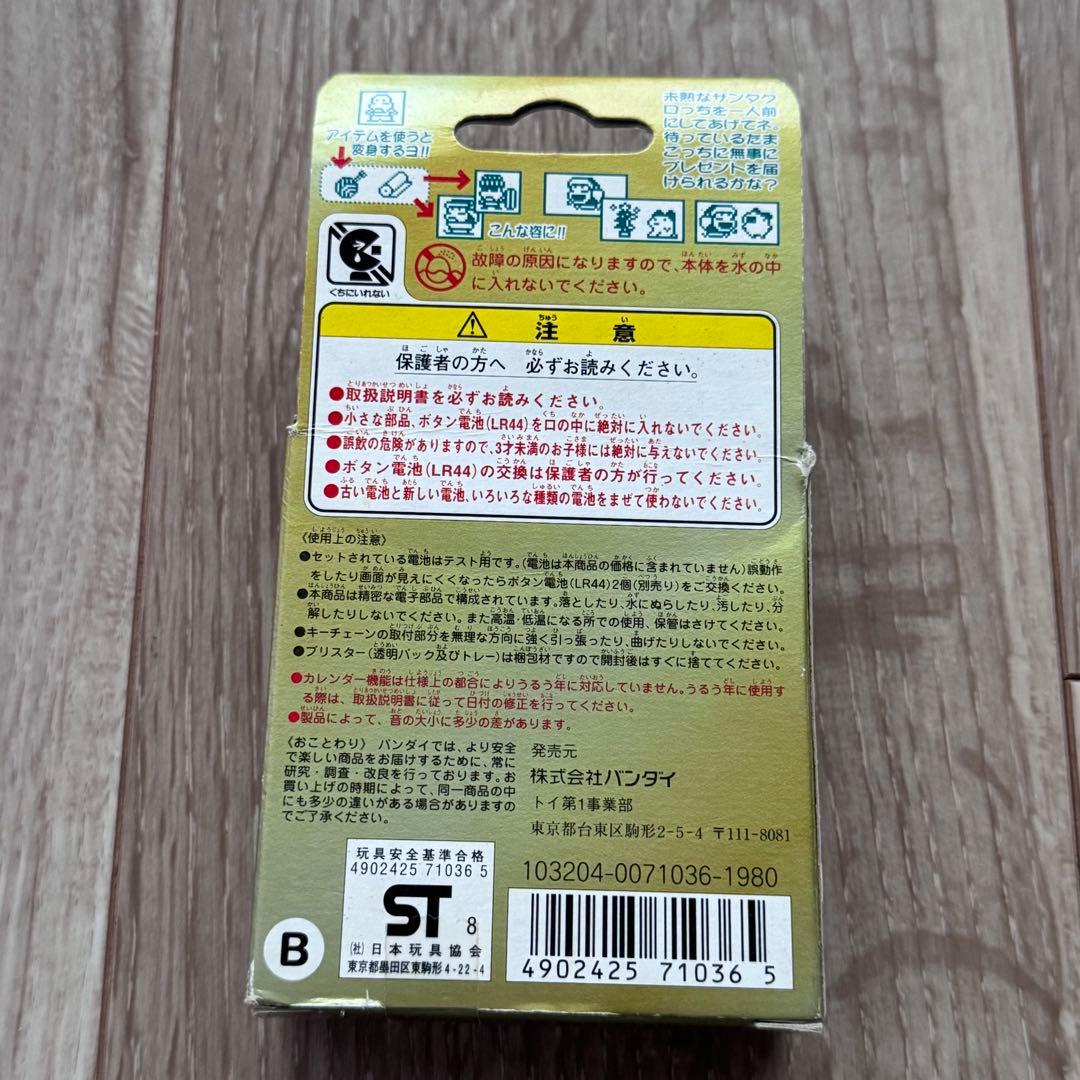 アイテムを使うと
変身するヨ!!
こんな姿に!!
未熟なサンタク
ロっちを一人前
にしてあげてネ。
待っているたま
ごっちに無事に
プレゼントを届
けられるかな?
くちにいれない
故障の原因になりますので、本体を水の中
に入れないでください。
注意
保護者の方へ 必ずお読みください。
●取扱説明書を必ずお読みください。
●小さな部品、ボタン電池(LR44)を口の中に絶対に入れないでください。
●誤飲の危険がありますので、3才未満のお子様には絶対に与えないでください。
●ボタン電池(LR44)の交換は保護者の方が行ってください。
●古い電池と新しい電池、いろいろな種類の電池をまぜて使わないでください。
〈使用上の注意〉
●セットされている電池はテスト用です。(電池は本商品の価格に含まれていません)誤動作
をしたり画面が見えにくくなったらボタン電池(LR44)2個(別売り)をご交換ください。
●本商品は精密な電子部品で構成されています。落としたり、水にぬらしたり、汚したり、分
解したりしないでください。また高温・低温になる所での使用、保管はさけてください。
●キーチェーンの取付部分を無理な方向に強く引っ張ったり、曲げたりしないでください。
●ブリスター(透明パック及びトレー)は梱包材ですので開封後はすぐに捨ててください。
●カレンダー機能は仕様上の都合によりうるう年に対応していません。うるう年に使用す
る際は、取扱説明書に従って日付の修正を行ってください。
●製品によって、音の大小に多少の差があります。
〈おことわり〉 バンダイでは、より安全
で楽しい商品をお届けするために、常に
研究・調査・改良を行っております。お
買い上げの時期によって、同一商品の中
にも多少の違いがある場合がありますの
でご了承ください。
発売元
株式会社バンダイ
トイ第1事業部
東京都台東区駒形2-5-4 〒111-8081
玩具安全基準合格
4902425 71036 5
ST 8
(社)日本玩具協会
東京都墨田区東駒形4-22-4
B
103204-0071036-1980
4902425 71036 5